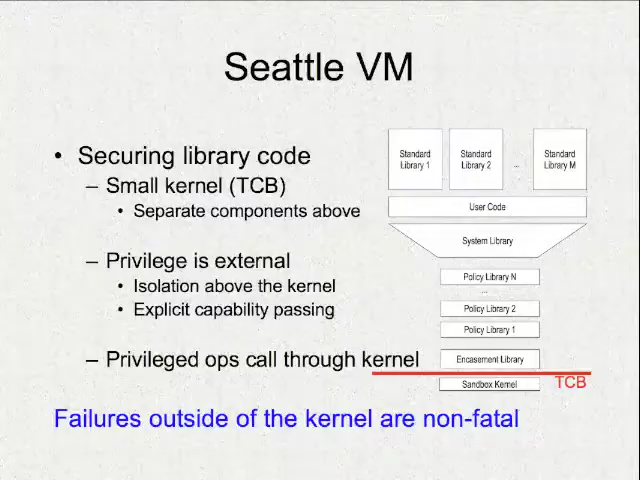 Seattle VM
• Securing library code
– Small kernel (TCB)
• Separate components above
– Privilege is external
• Isolation above the kernel
• Explicit capability passing
– Privileged ops call through kernel
Failures outside of the kernel are non-fatal
Standard
Library 1
Standard
Library 2
...
Standard
Library M
User Code
System Library
Policy Library N
...
Policy Library 2
Policy Library 1
Encasement Library
Sandbox Kernel
TCB